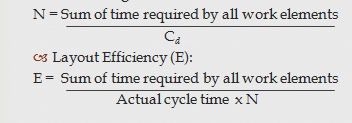 N = Sum of time required by all work elements
Cd
Layout Efficiency (E):
E = Sum of time required by all work elements
Actual cycle time x N